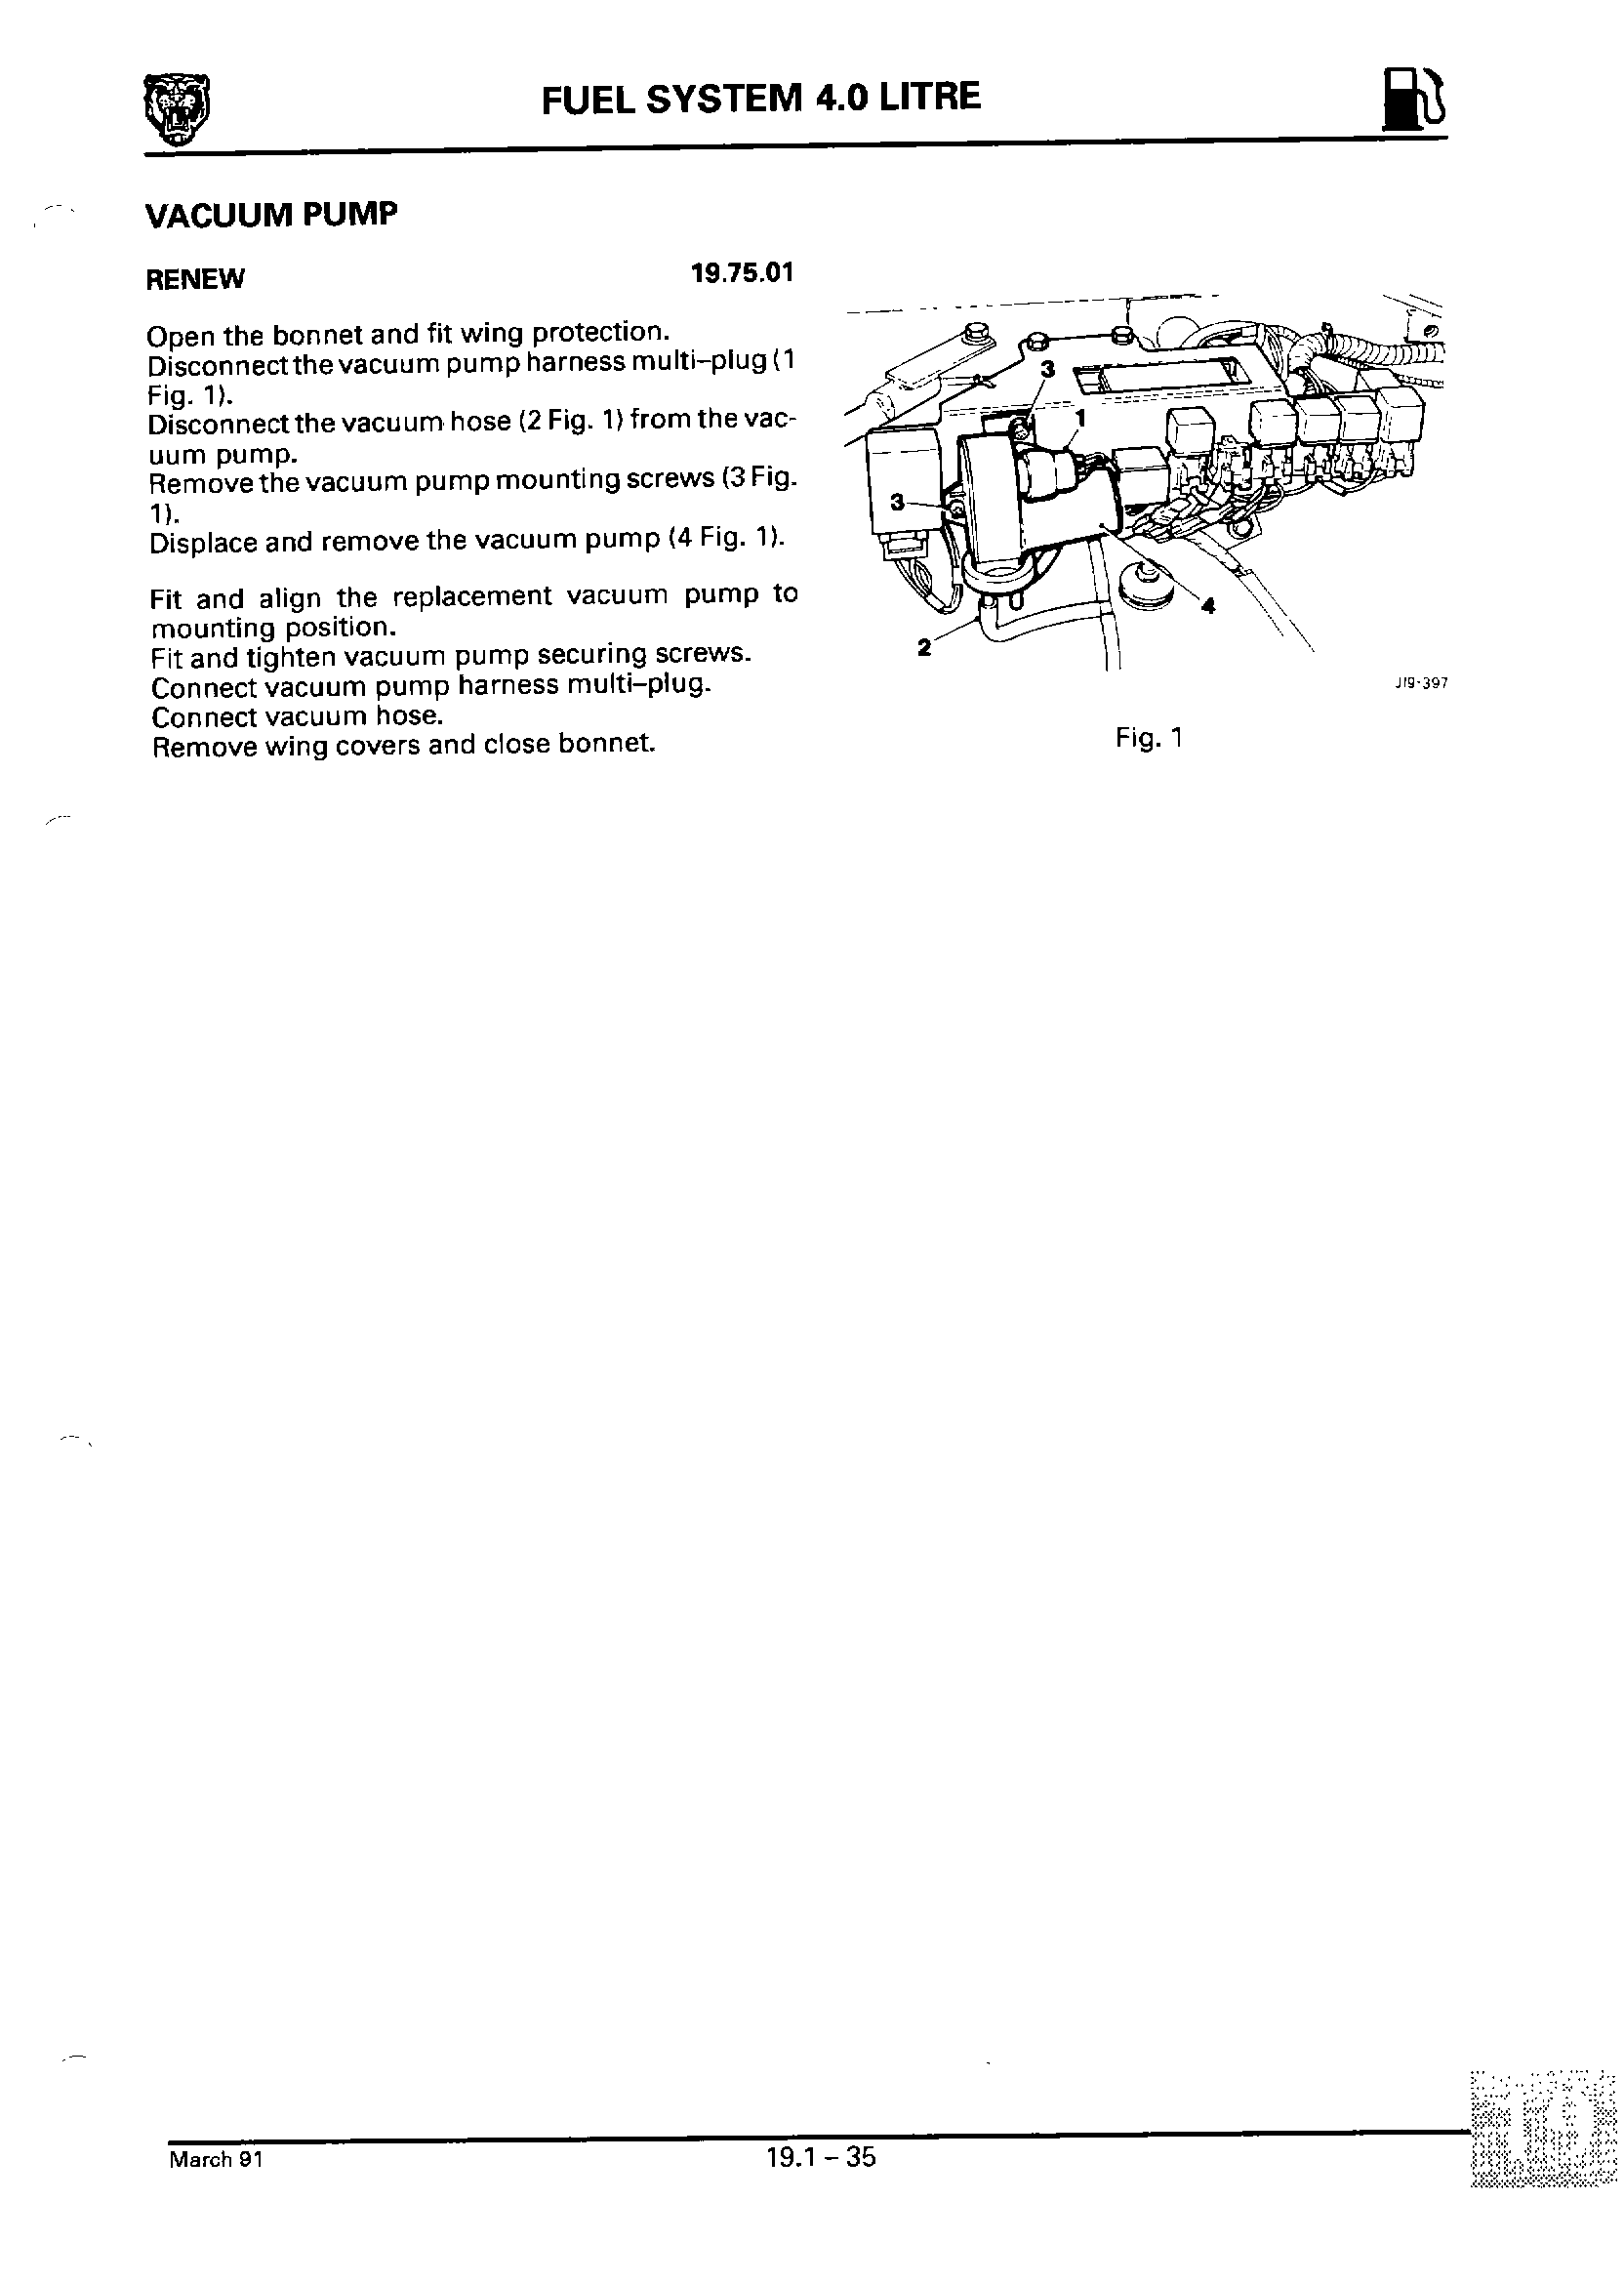 FUEL SYSTEM 4.0 LITRE
VACUUM PUMP
RENEW 19.75.01
Open the bonnet and fit wing protection.
Disconnect the vacuum pump harness multi–plug (1
Fig. 1).
Disconnect the vacuum hose (2 Fig. 1) from the vac-
uum pump.
Remove the vacuum pump mounting screws (3 Fig.
1).
Displace and remove the vacuum pump (4 Fig. 1).
Fit and align the replacement vacuum pump to
mounting position.
Fit and tighten vacuum pump securing screws.
Connect vacuum pump harness multi–plug.
Connect vacuum hose.
Remove wing covers and close bonnet.
3
1
3
4
2
J19-397
Fig. 1
March 91
19.1 – 35
19